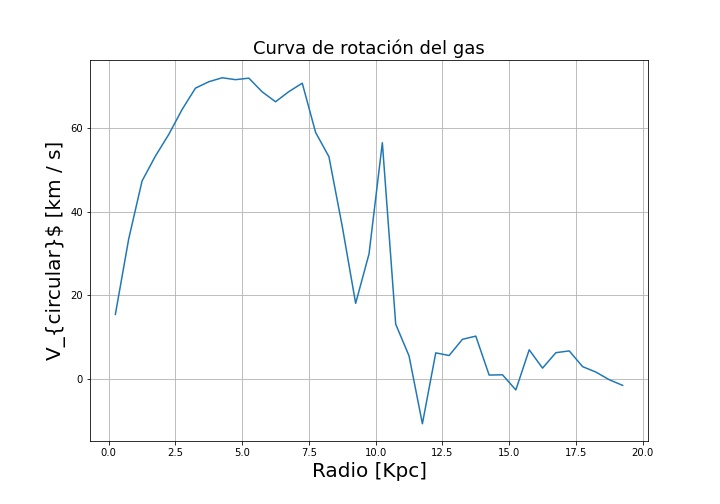 Curva de rotación del gas
V_{circular}$ [km / s]
60
40
20
0
0.0 2.5 5.0 7.5 10.0 12.5 15.0 17.5 20.0
Radio [Kpc]